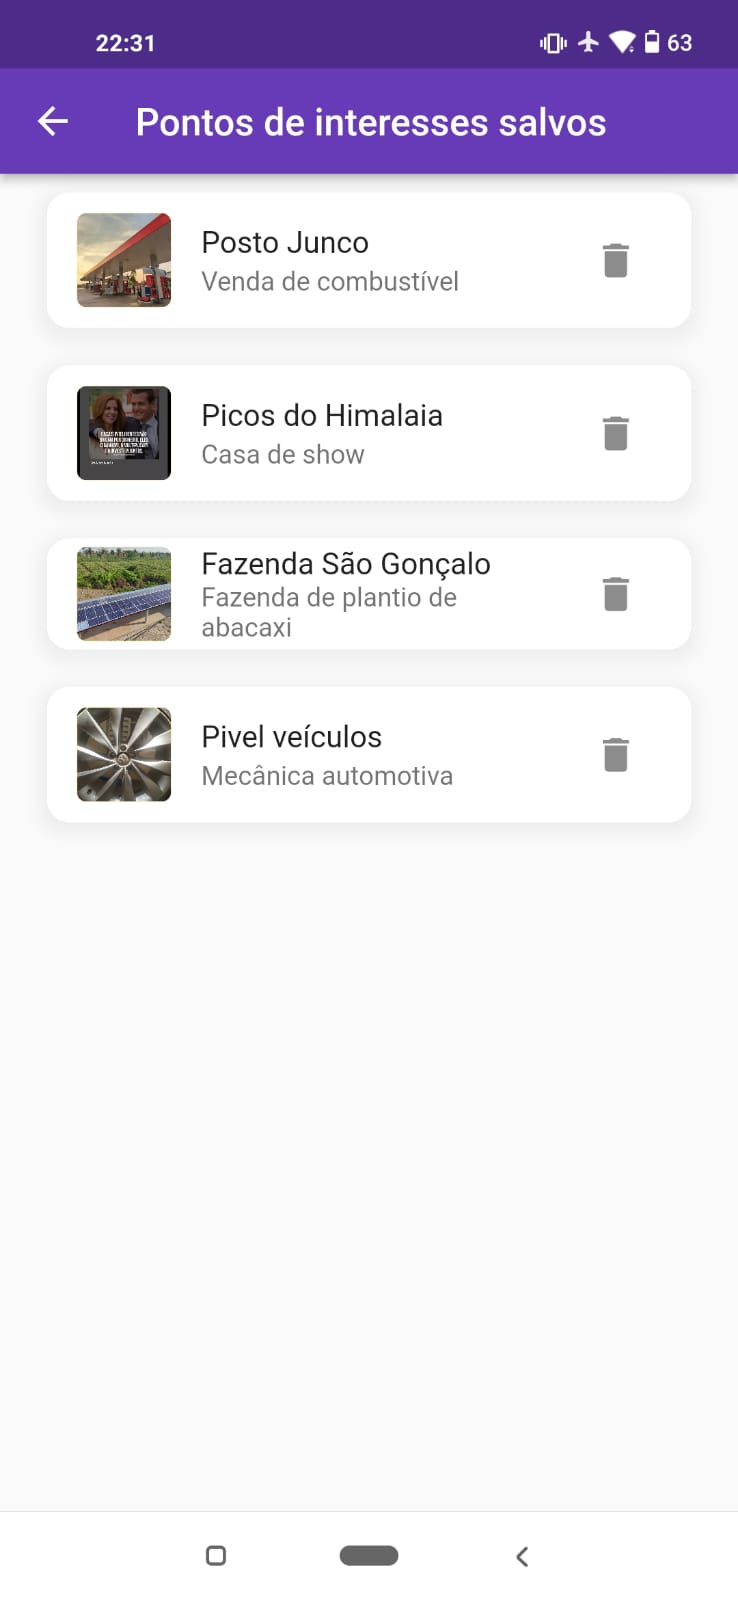 22:31
63
Pontos de interesses salvos
Posto Junco
Venda de combustível
Picos do Himalaia
Casa de show
Fazenda São Gonçalo
Fazenda de plantio de
abacaxi
Pivel veículos
Mecânica automotiva